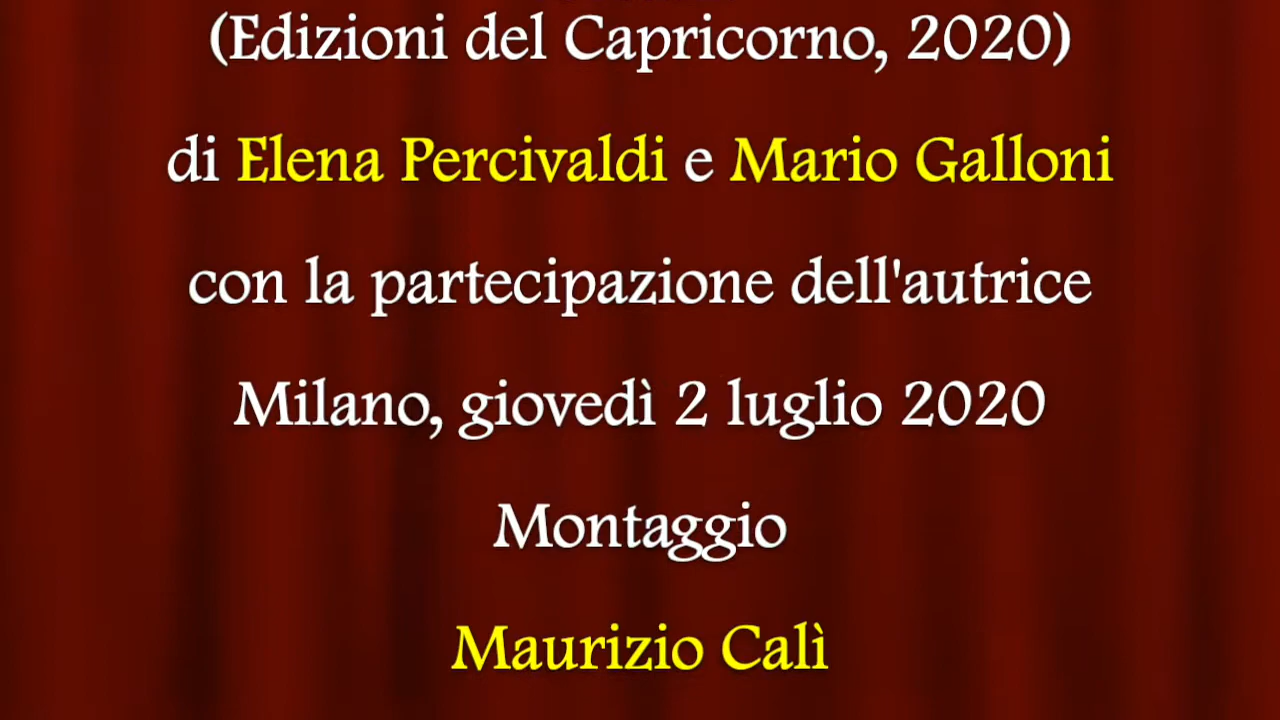 (Edizioni del Capricorno, 2020)
di Elena Percivaldi e Mario Galloni
con la partecipazione dell'autrice
Milano, giovedì 2 luglio 2020
Montaggio
Maurizio Calì